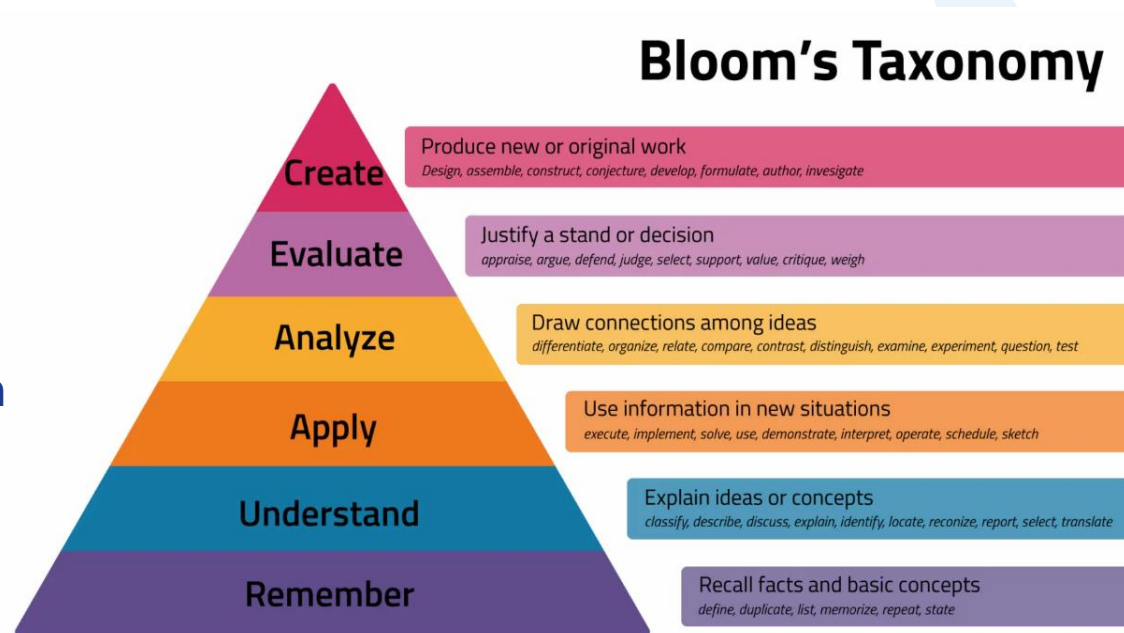 Bloom's Taxonomy
Create
Produce new or original work
Design, assemble, construct, conjecture, develop, formulate, author, invesigate
Evaluate
Justify a stand or decision
appraise, argue, defend, judge, select, support, value, critique, weigh
Analyze
Draw connections among ideas
differentiate, organize, relate, compare, contrast, distinguish, examine, experiment, question, test
Apply
Use information in new situations
execute, implement, solve, use, demonstrate, interpret, operate, schedule, sketch
Understand
Explain ideas or concepts
classify, describe, discuss, explain, identify, locate, reconize, report, select, translate
Remember
Recall facts and basic concepts
define, duplicate, list, memorize, repeat, state